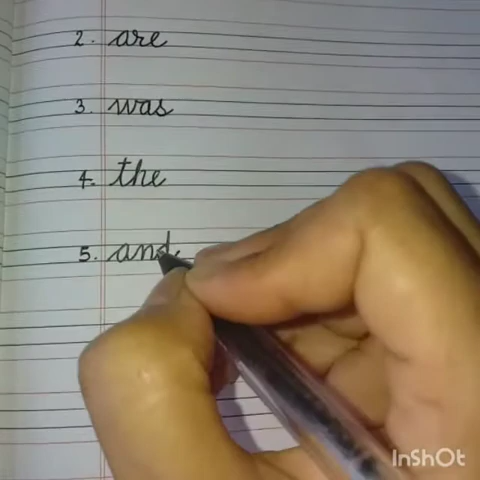 2. are
3. was
4. the
5. and
InShOt